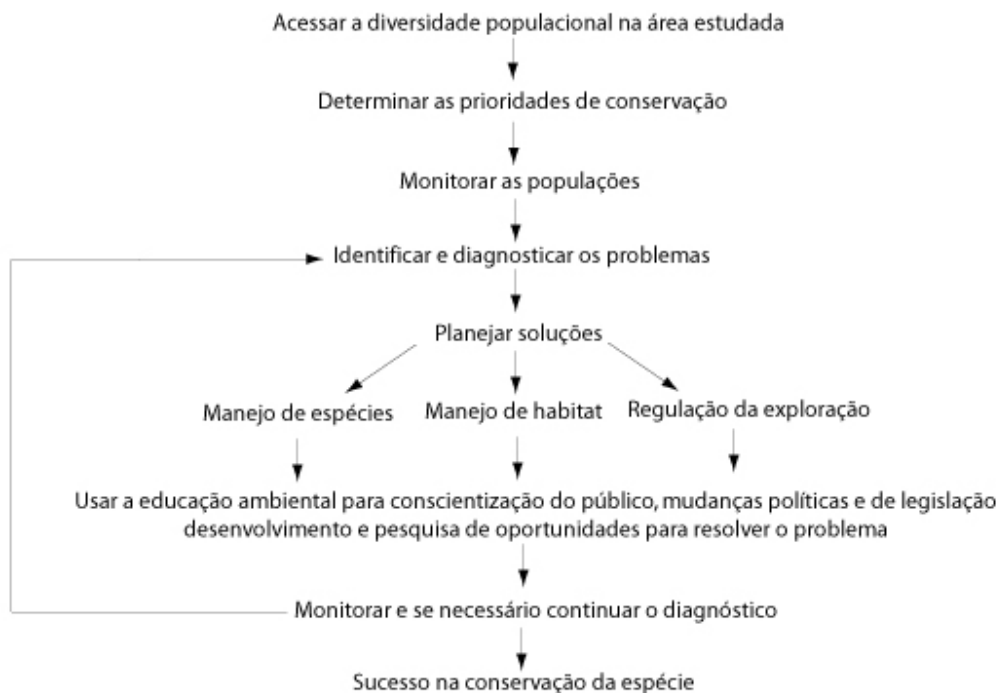 Acessar a diversidade populacional na área estudada
Determinar as prioridades de conservação
Monitorar as populações
Identificar e diagnosticar os problemas
Planejar soluções
Manejo de espécies
Manejo de habitat
Regulação da exploração
Usar a educação ambiental para conscientização do público, mudanças políticas e de legislação
desenvolvimento e pesquisa de oportunidades para resolver o problema
Monitorar e se necessário continuar o diagnóstico
Sucesso na conservação da espécie